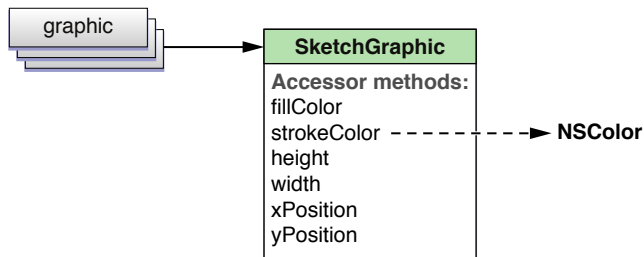 graphic
SketchGraphic
Accessor methods:
fillColor
strokeColor
NSColor
height
width
xPosition
yPosition